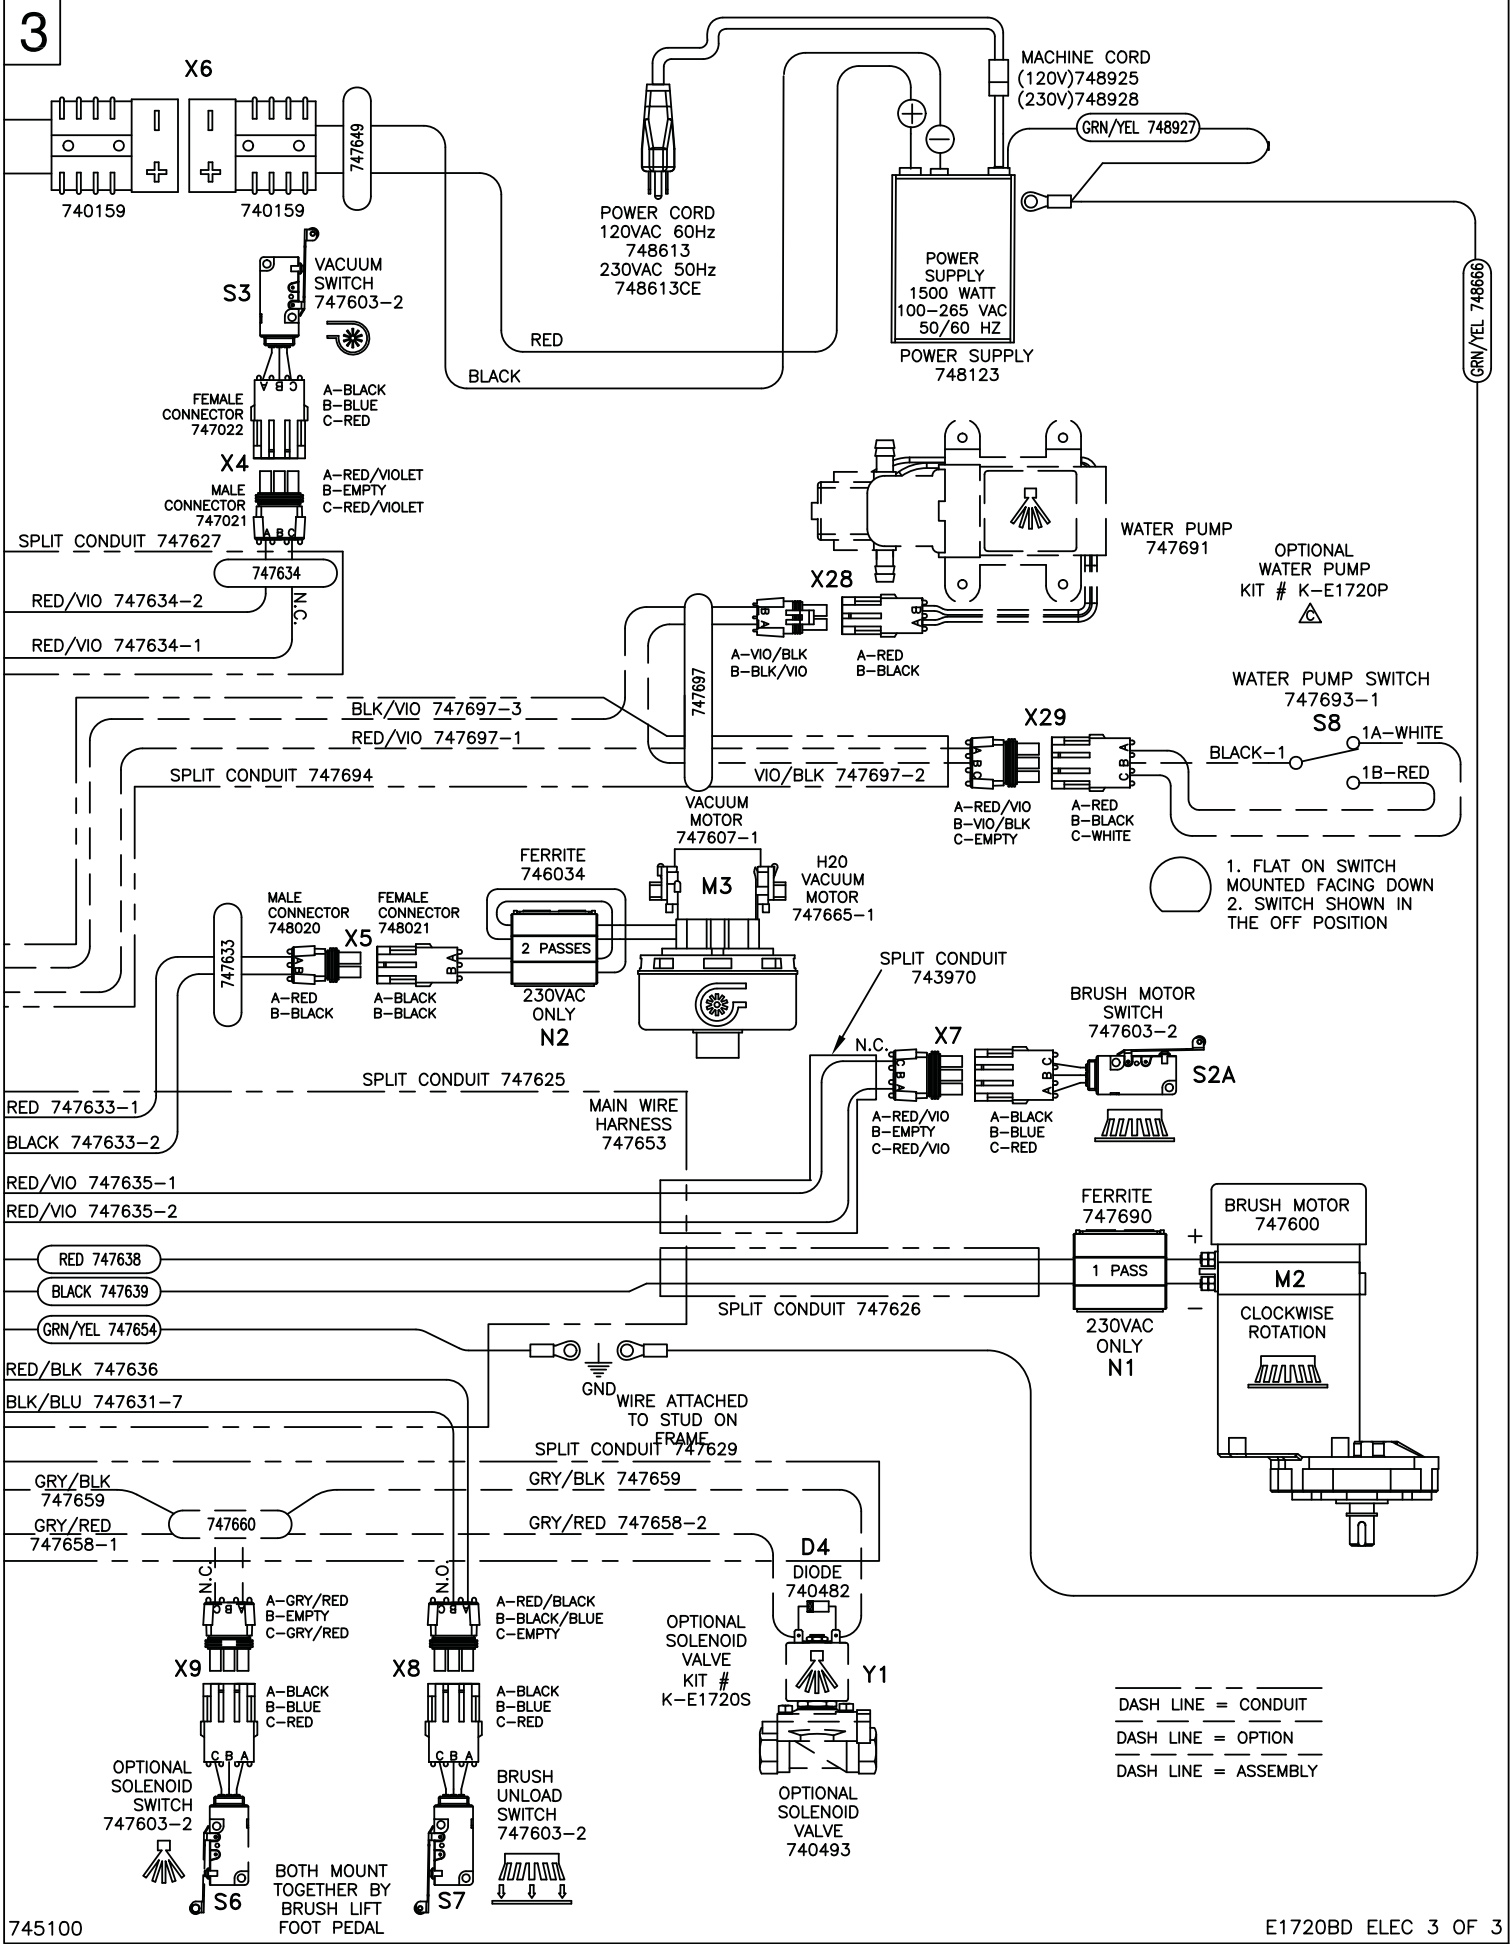 3
X6
740159
740159
747649
POWER CORD
120VAC 60Hz
748613
230VAC 50Hz
748613CE
MACHINE CORD
(120V)748925
(230V)748928
GRN/YEL 748927
GRN/YEL 748666
POWER
SUPPLY
1500 WATT
100-265 VAC
50/60 HZ
POWER SUPPLY
748123
RED
BLACK
S3
VACUUM
SWITCH
747603-2
A B C
FEMALE
CONNECTOR
747022
A-BLACK
B-BLUE
C-RED
X4
MALE
CONNECTOR
747021
A-RED/VIOLET
B-EMPTY
C-RED/VIOLET
A B C
SPLIT CONDUIT 747627
747634
RED/VIO 747634-2
N.C.
RED/VIO 747634-1
WATER PUMP
747691
OPTIONAL
WATER PUMP
KIT # K-E1720P
C
X28
B
A
B
A
A-VIO/BLK
B-BLK/VIO
A-RED
B-BLACK
747697
BLK/VIO 747697-3
RED/VIO 747697-1
SPLIT CONDUIT 747694
VIO/BLK 747697-2
X29
A
B
C
A
B
C
A-RED/VIO
B-VIO/BLK
C-EMPTY
A-RED
B-BLACK
C-WHITE
WATER PUMP SWITCH
747693-1
S8
1A-WHITE
BLACK-1
1B-RED
1. FLAT ON SWITCH
MOUNTED FACING DOWN
2. SWITCH SHOWN IN
THE OFF POSITION
VACUUM
MOTOR
747607-1
M3
H20
VACUUM
MOTOR
747665-1
FERRITE
746034
2 PASSES
230VAC
ONLY
N2
747633
MALE
CONNECTOR
748020
X5
FEMALE
CONNECTOR
748021
A
B
A
B
A-RED
B-BLACK
A-BLACK
B-BLACK
SPLIT CONDUIT
743970
BRUSH MOTOR
SWITCH
747603-2
N.C.
X7
C
B
A
C
B
A
S2A
A-RED/VIO
B-EMPTY
C-RED/VIO
A-BLACK
B-BLUE
C-RED
SPLIT CONDUIT 747625
RED 747633-1
MAIN WIRE
HARNESS
747653
BLACK 747633-2
RED/VIO 747635-1
RED/VIO 747635-2
RED 747638
BLACK 747639
SPLIT CONDUIT 747626
GRN/YEL 747654
FERRITE
747690
1 PASS
230VAC
ONLY
N1
+
−
BRUSH MOTOR
747600
M2
CLOCKWISE
ROTATION
RED/BLK 747636
BLK/BLU 747631-7
GND
WIRE ATTACHED
TO STUD ON
FRAME
SPLIT CONDUIT 747629
GRY/BLK
747659
GRY/BLK 747659
747660
GRY/RED
747658-1
GRY/RED 747658-2
N.C.
N.O.
C B A
C B A
A-GRY/RED
B-EMPTY
C-GRY/RED
A-RED/BLACK
B-BLACK/BLUE
C-EMPTY
X9
X8
A-BLACK
B-BLUE
C-RED
A-BLACK
B-BLUE
C-RED
C B A
C B A
D4
DIODE
740482
OPTIONAL
SOLENOID
VALVE
KIT #
K-E1720S
Y1
OPTIONAL
SOLENOID
VALVE
740493
OPTIONAL
SOLENOID
SWITCH
747603-2
S6
BRUSH
UNLOAD
SWITCH
747603-2
S7
BOTH MOUNT
TOGETHER BY
BRUSH LIFT
FOOT PEDAL
DASH LINE = CONDUIT
DASH LINE = OPTION
DASH LINE = ASSEMBLY
745100
E1720BD ELEC 3 OF 3